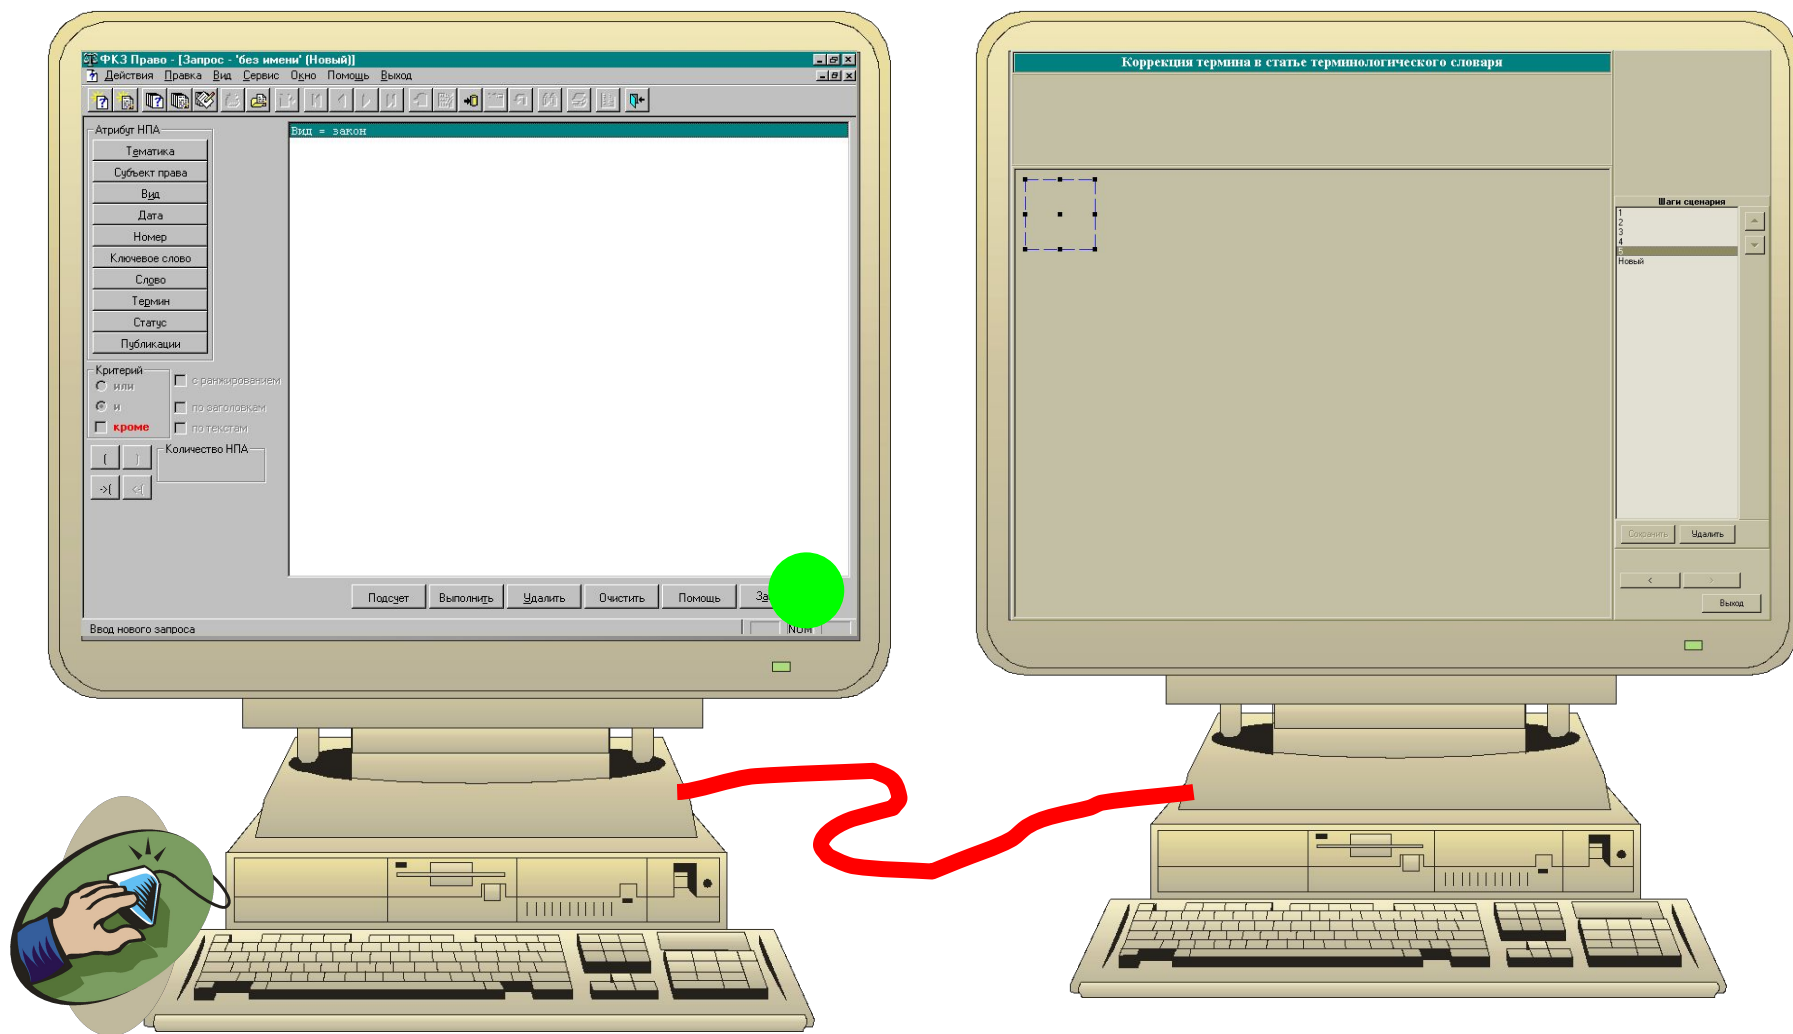 ФКЗ Право - [Запрос - 'без имени' (Новый)]
Действия Правка Вид Сервис Окно Помощь Выход
Атрибут НПА
Тематика
Субъект права
Вид
Дата
Номер
Ключевое слово
Слово
Термин
Статус
Публикации
Вид = закон
Критерий
или
и
кроме
с ранжированием
по заголовкам
по текстам
Количество НПА
( )
->( <-(
Подсчет Выполнить Удалить Очистить Помощь
Ввод нового запроса NUM
Коррекция термина в статье терминологического словаря
Шаги сценария
1
2
3
4
5
Новый
Сохранить Удалить
< >
Выход